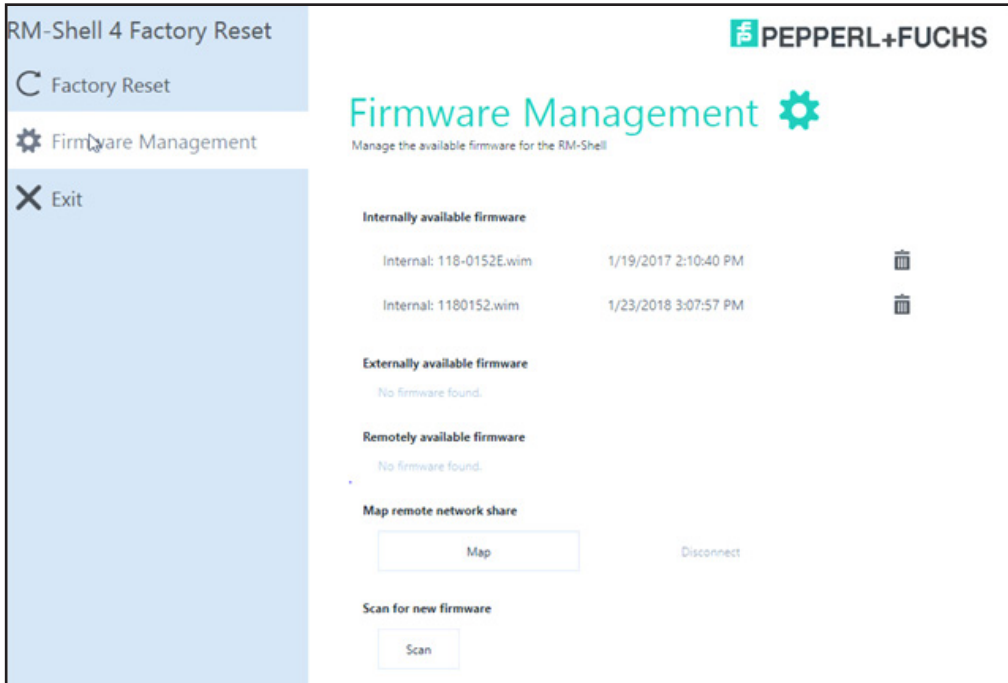 RM-Shell 4 Factory Reset
Factory Reset
Firmware Management
Exit
PEPPERL+FUCHS
Firmware Management
Manage the available firmware for the RM-Shell
Internally available firmware
Internal: 118-0152E.wim 1/19/2017 2:10:40 PM
Internal: 1180152.wim 1/23/2018 3:07:57 PM
Externally available firmware
No firmware found.
Remotely available firmware
No firmware found.
Map remote network share
Map Disconnect
Scan for new firmware
Scan